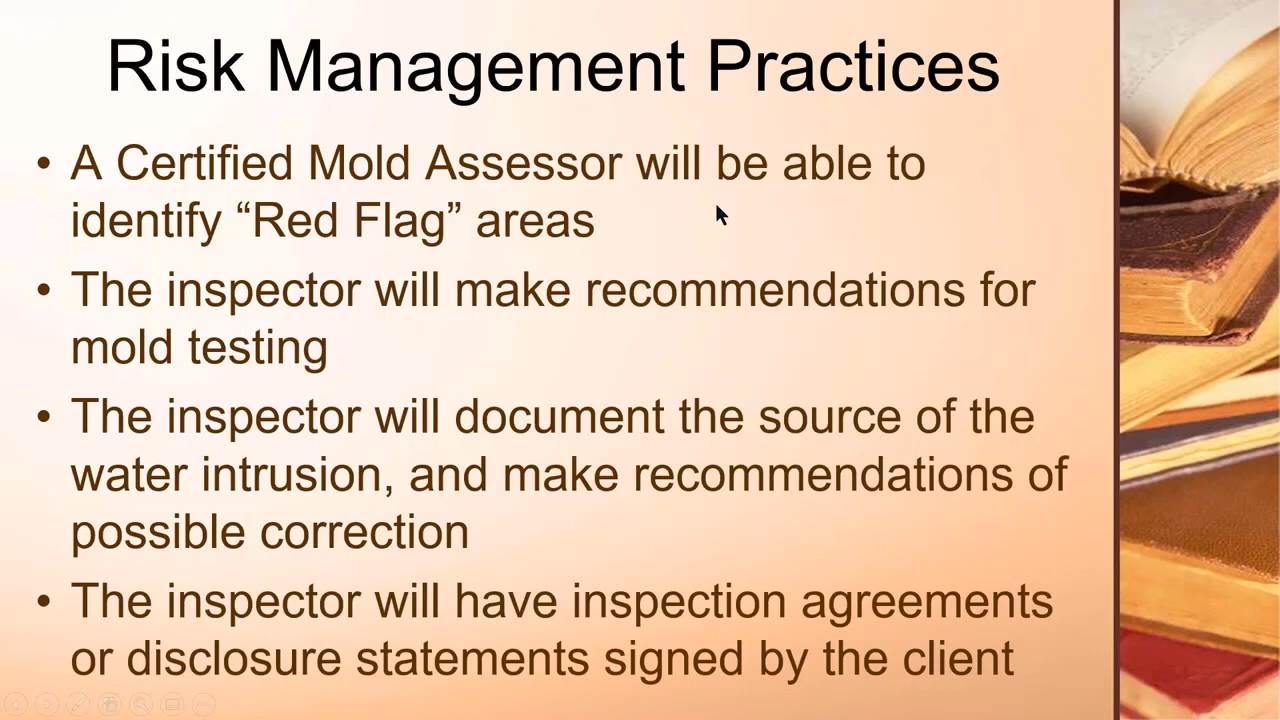 Risk Management Practices
• A Certified Mold Assessor will be able to
identify “Red Flag” areas
• The inspector will make recommendations for
mold testing
• The inspector will document the source of the
water intrusion, and make recommendations of
possible correction
• The inspector will have inspection agreements
or disclosure statements signed by the client